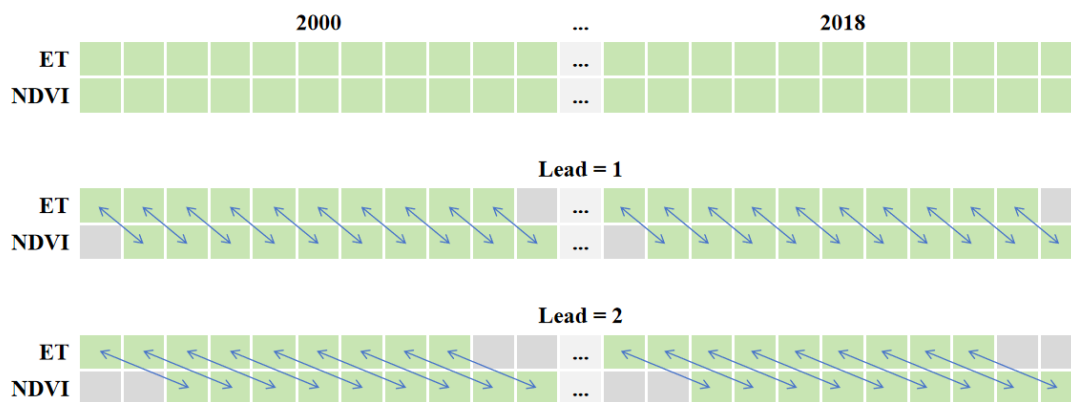 2000 ... 2018
ET ...
NDVI ...
Lead = 1
ET ...
NDVI ...
Lead = 2
ET ...
NDVI ...